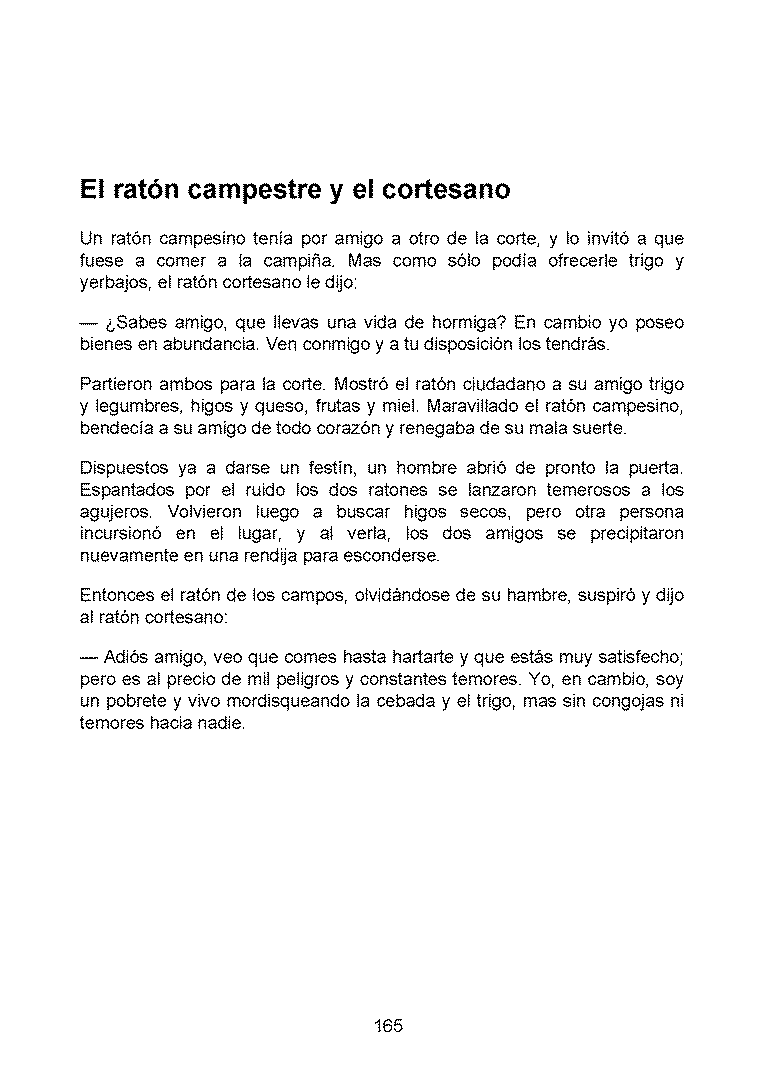 El ratón campestre y el cortesano
Un ratón campesino tenía por amigo a otro de la corte, y lo invitó a que
fuese a comer a la campiña. Mas como sólo podía ofrecerle trigo y
yerbajos, el ratón cortesano le dijo:
— ¿Sabes amigo, que llevas una vida de hormiga? En cambio yo poseo
bienes en abundancia. Ven conmigo y a tu disposición los tendrás.
Partieron ambos para la corte. Mostró el ratón ciudadano a su amigo trigo
y legumbres, higos y queso, frutas y miel. Maravillado el ratón campesino,
bendecía a su amigo de todo corazón y renegaba de su mala suerte.
Dispuestos ya a darse un festín, un hombre abrió de pronto la puerta.
Espantados por el ruido los dos ratones se lanzaron temerosos a los
agujeros. Volvieron luego a buscar higos secos, pero otra persona
incursionó en el lugar, y al verla, los dos amigos se precipitaron
nuevamente en una rendija para esconderse.
Entonces el ratón de los campos, olvidándose de su hambre, suspiró y dijo
al ratón cortesano:
— Adiós amigo, veo que comes hasta hartarte y que estás muy satisfecho;
pero es al precio de mil peligros y constantes temores. Yo, en cambio, soy
un pobrete y vivo mordisqueando la cebada y el trigo, mas sin congojas ni
temores hacia nadie.
165